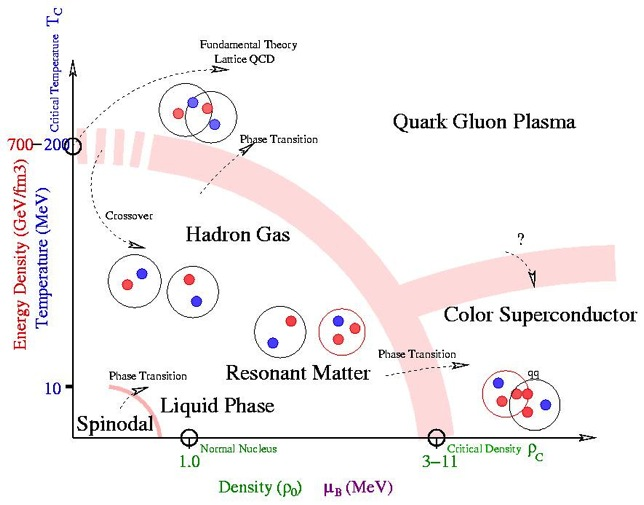 Critical Temperature T_C
Fundamental Theory
Lattice QCD
Quark Gluon Plasma
Phase Transition
700
200
Energy Density (GeV/fm3)
Temperature (MeV)
Crossover
Hadron Gas
?
Color Superconductor
Phase Transition
Resonant Matter
qq
10
Phase Transition
Liquid Phase
Spinodal
Normal Nucleus
Critical Density ρ_C
1.0
3-11
Density (ρ₀) μ_B (MeV)